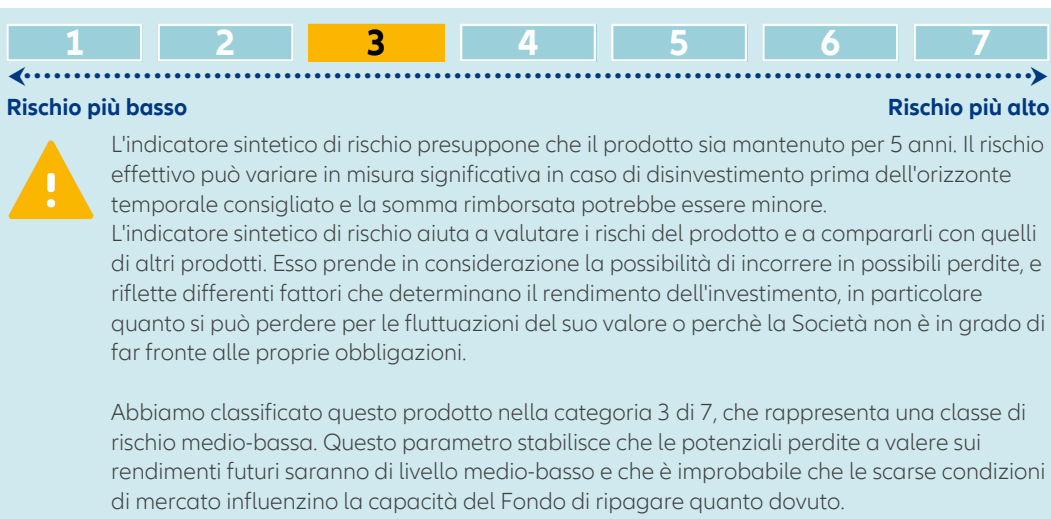 1 2 3 4 5 6 7
Rischio più basso Rischio più alto
L'indicatore sintetico di rischio presuppone che il prodotto sia mantenuto per 5 anni. Il rischio
effettivo può variare in misura significativa in caso di disinvestimento prima dell'orizzonte
temporale consigliato e la somma rimborsata potrebbe essere minore.
L'indicatore sintetico di rischio aiuta a valutare i rischi del prodotto e a compararli con quelli
di altri prodotti. Esso prende in considerazione la possibilità di incorrere in possibili perdite, e
riflette differenti fattori che determinano il rendimento dell'investimento, in particolare
quanto si può perdere per le fluttuazioni del suo valore o perchè la Società non è in grado di
far fronte alle proprie obbligazioni.
Abbiamo classificato questo prodotto nella categoria 3 di 7, che rappresenta una classe di
rischio medio-bassa. Questo parametro stabilisce che le potenziali perdite a valere sui
rendimenti futuri saranno di livello medio-basso e che è improbabile che le scarse condizioni
di mercato influenzino la capacità del Fondo di ripagare quanto dovuto.